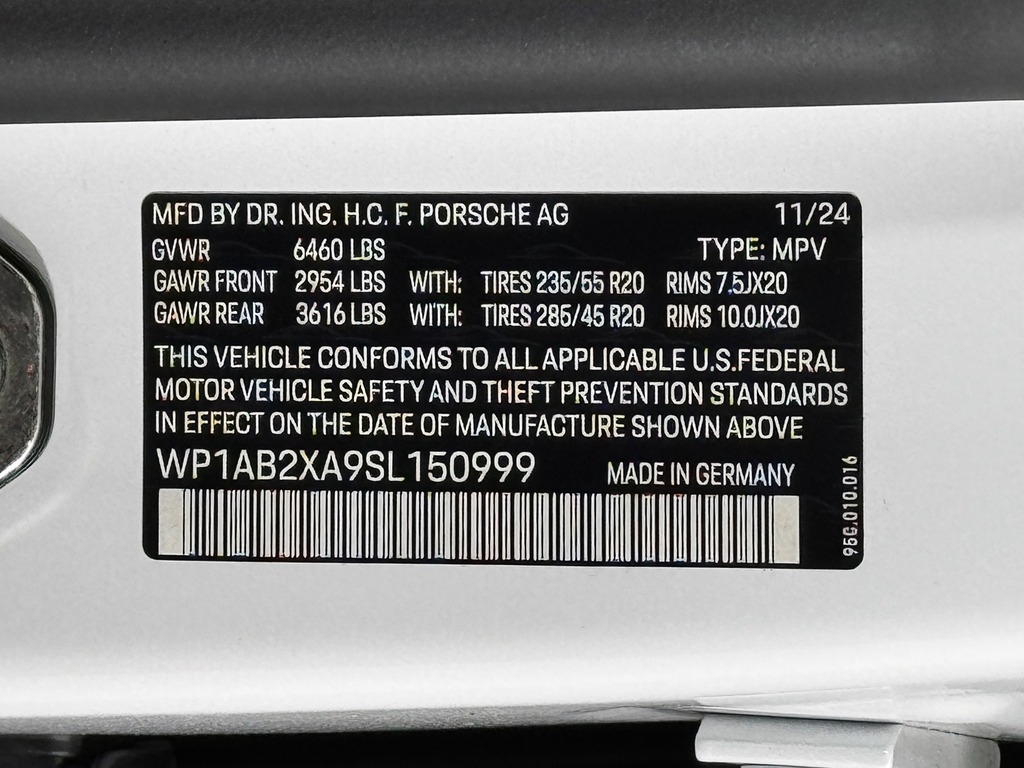 MFD BY DR. ING. H.C. F. PORSCHE AG 11/24
GVWR 6460 LBS TYPE: MPV
GAWR FRONT 2954 LBS WITH: TIRES 235/55 R20 RIMS 7.5JX20
GAWR REAR 3616 LBS WITH: TIRES 285/45 R20 RIMS 10.0JX20
THIS VEHICLE CONFORMS TO ALL APPLICABLE U.S.FEDERAL
MOTOR VEHICLE SAFETY AND THEFT PREVENTION STANDARDS
IN EFFECT ON THE DATE OF MANUFACTURE SHOWN ABOVE
WP1AB2XA9SL150999 MADE IN GERMANY
95G.010.016